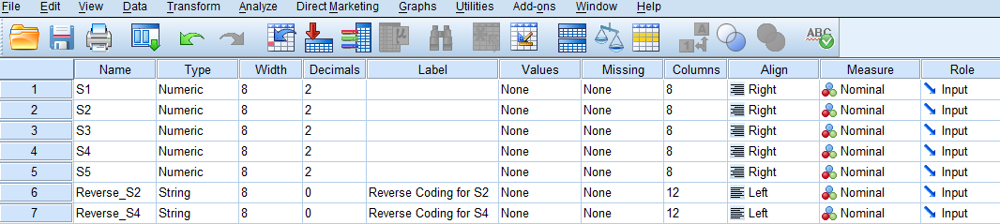 File Edit View Data Transform Analyze Direct Marketing Graphs Utilities Add-ons Window Help
1 A 4 ABC
Name Type Width Decimals Label Values Missing Columns Align Measure Role
1 S1 Numeric 8 2 None None 8 Right Nominal Input
2 S2 Numeric 8 2 None None 8 Right Nominal Input
3 S3 Numeric 8 2 None None 8 Right Nominal Input
4 S4 Numeric 8 2 None None 8 Right Nominal Input
5 S5 Numeric 8 2 None None 8 Right Nominal Input
6 Reverse_S2 String 8 0 Reverse Coding for S2 None None 12 Left Nominal Input
7 Reverse_S4 String 8 0 Reverse Coding for S4 None None 12 Left Nominal Input